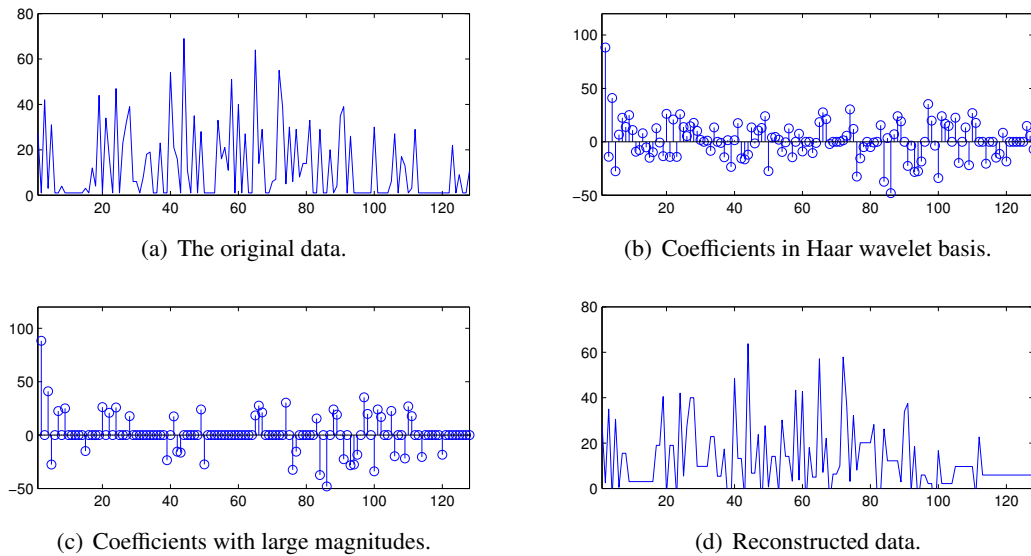 80
60
40
20
0
20 40 60 80 100 120
(a) The original data.
100
50
0
−50
20 40 60 80 100 120
(b) Coefficients in Haar wavelet basis.
100
50
0
−50
20 40 60 80 100 120
(c) Coefficients with large magnitudes.
80
60
40
20
0
20 40 60 80 100 120
(d) Reconstructed data.